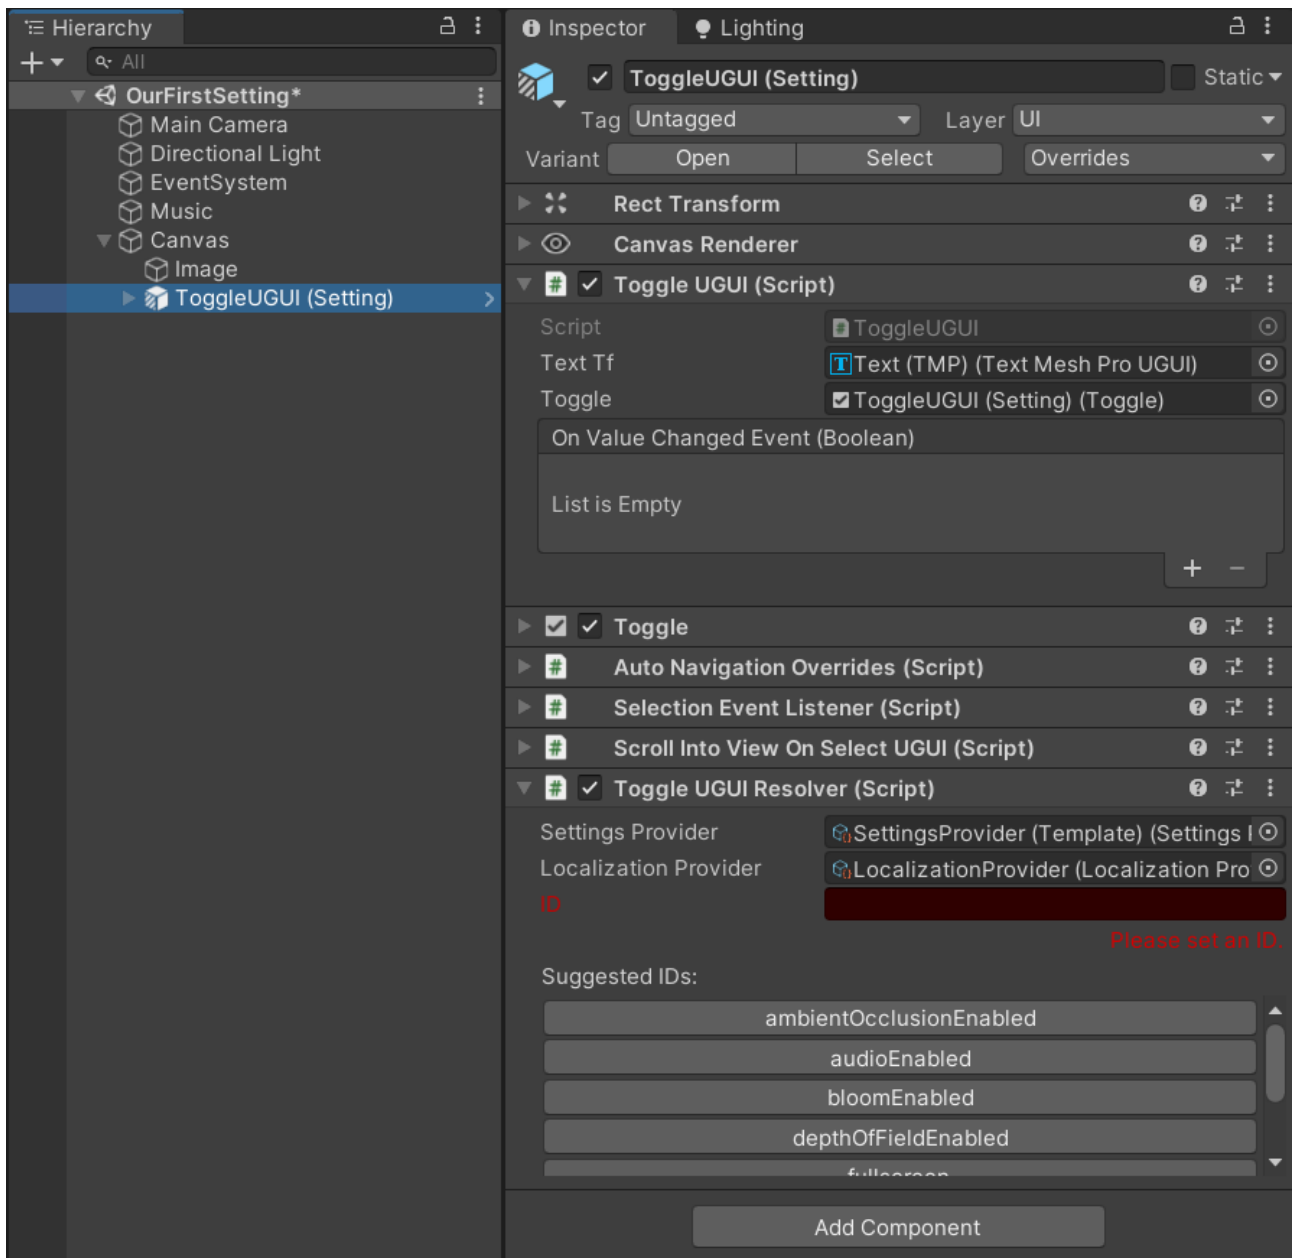 Hierarchy
All
OurFirstSetting*
Main Camera
Directional Light
EventSystem
Music
Canvas
Image
ToggleUGUI (Setting)
Inspector
Lighting
ToggleUGUI (Setting)
Static
Tag Untagged
Layer UI
Variant Open Select Overrides
Rect Transform
Canvas Renderer
Toggle UGUI (Script)
Script ToggleUGUI
Text Tf Text (TMP) (Text Mesh Pro UGUI)
Toggle ToggleUGUI (Setting) (Toggle)
On Value Changed Event (Boolean)
List is Empty
Toggle
Auto Navigation Overrides (Script)
Selection Event Listener (Script)
Scroll Into View On Select UGUI (Script)
Toggle UGUI Resolver (Script)
Settings Provider SettingsProvider (Template) (Settings
Localization Provider LocalizationProvider (Localization Pro
ID
Please set an ID.
Suggested IDs:
ambientOcclusionEnabled
audioEnabled
bloomEnabled
depthOfFieldEnabled
Add Component